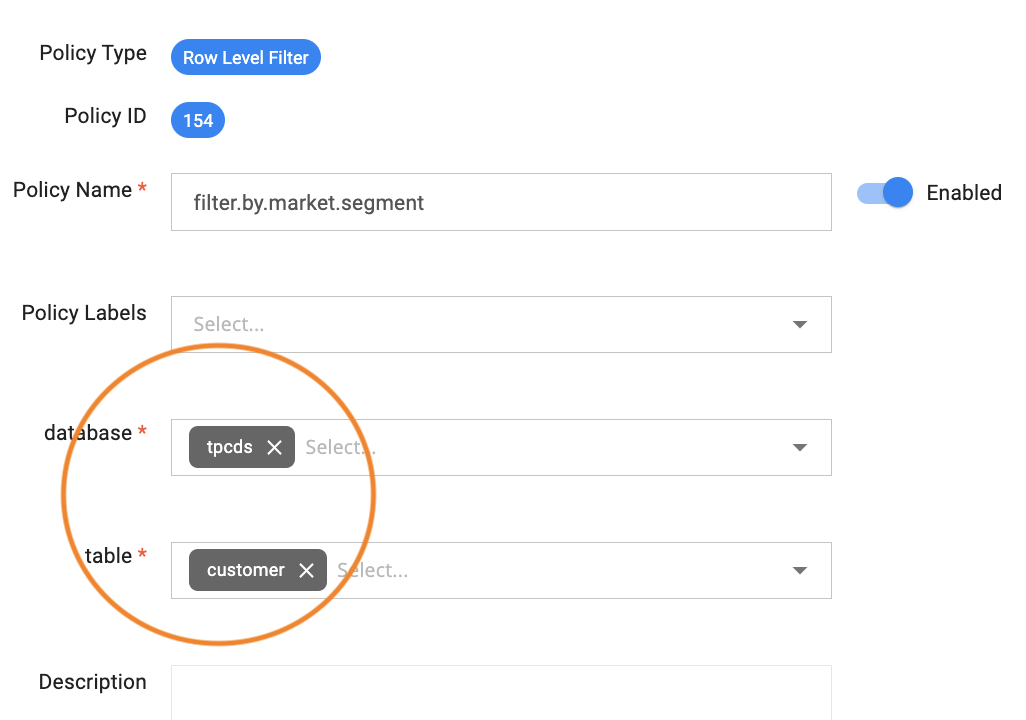 Policy Type Row Level Filter
Policy ID 154
Policy Name * filter.by.market.segment Enabled
Policy Labels Select...
database * tpcds Select...
table * customer Select...
Description